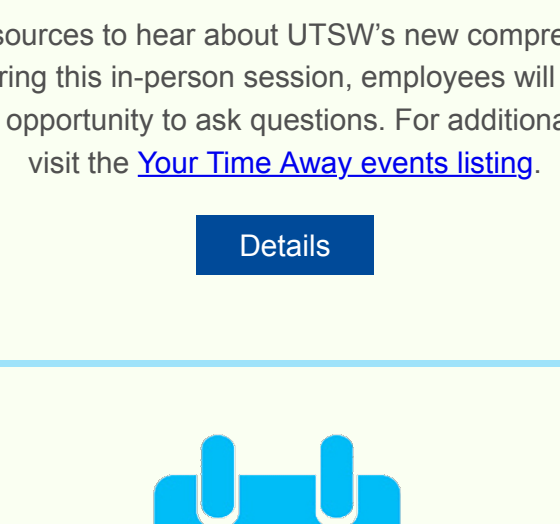 sources to hear about UTSW’s new compre
ring this in-person session, employees will
opportunity to ask questions. For additiona
visit the Your Time Away events listing.
Details